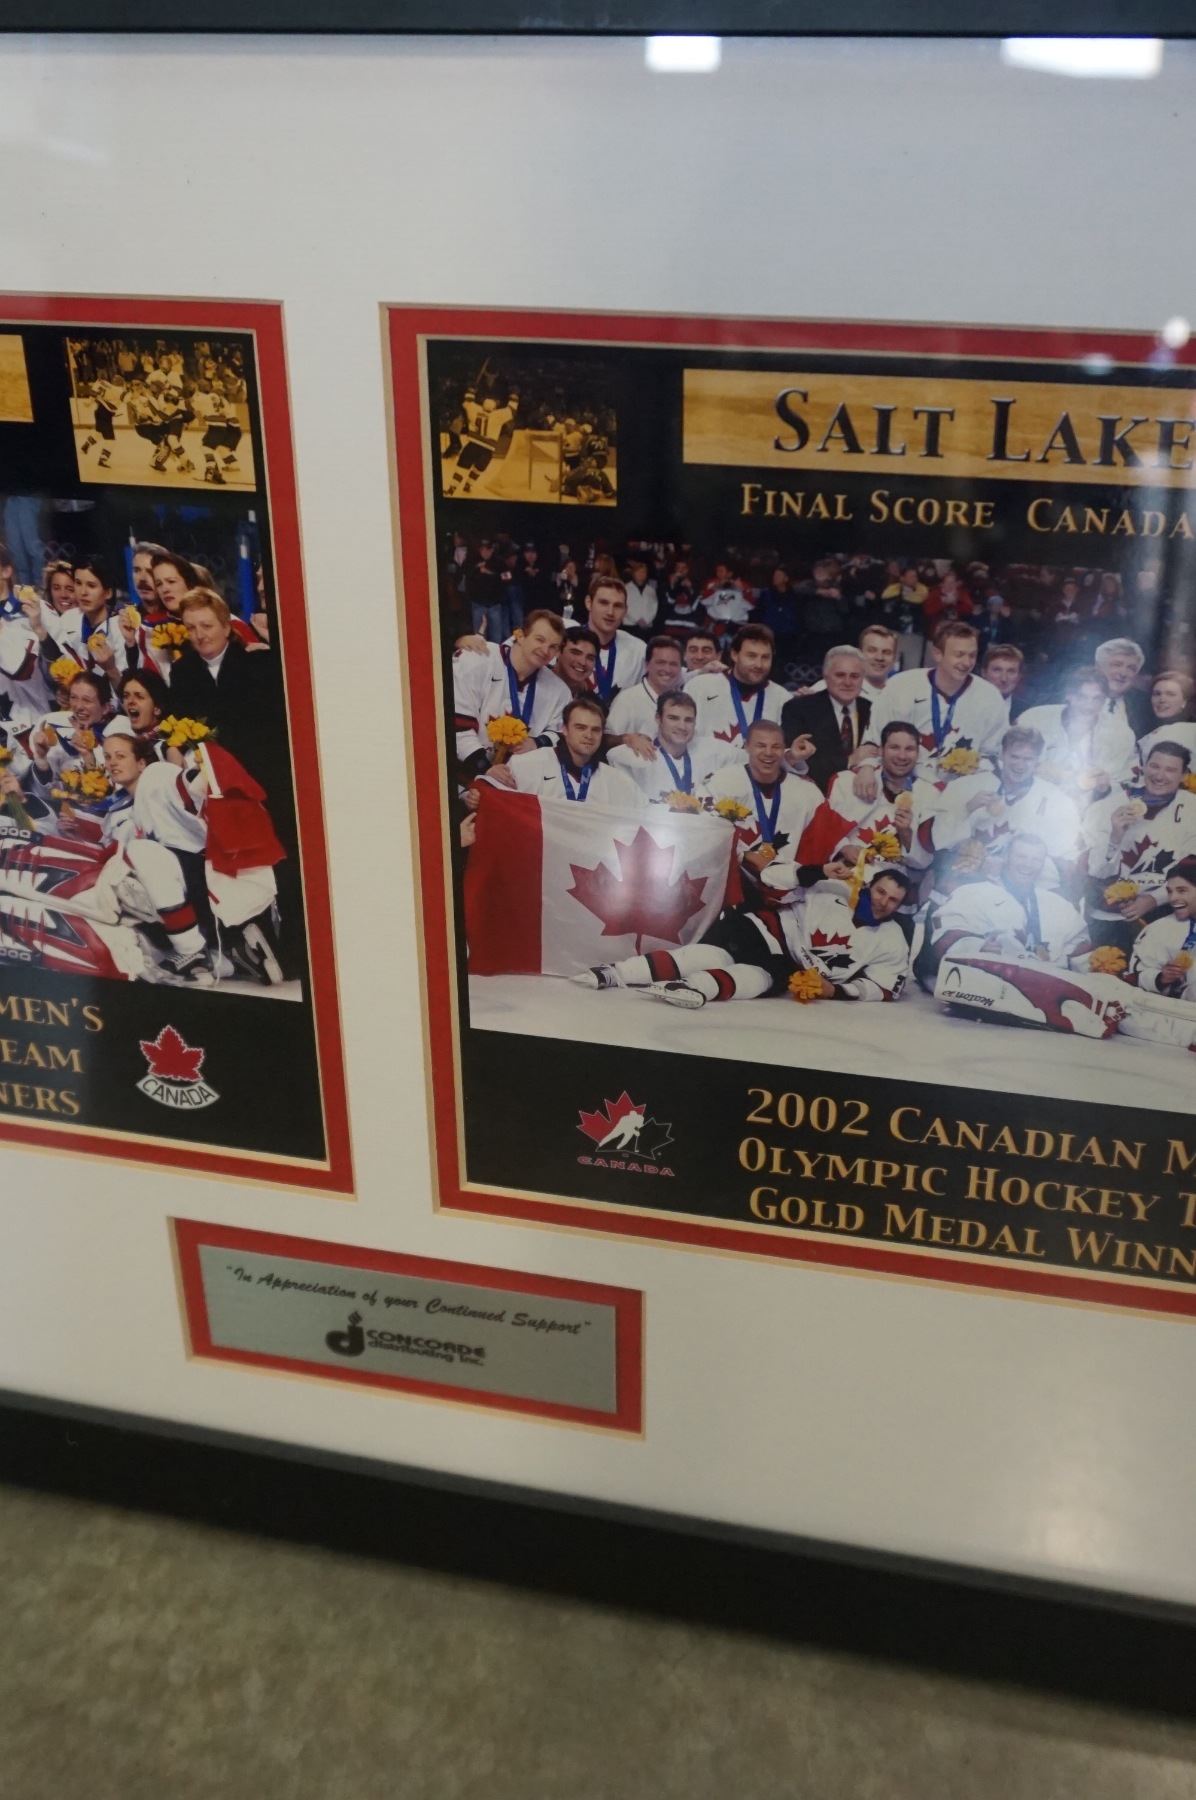 SALT LAKE
FINAL SCORE CANADA
MEN'S
EAM
NERS
CANADA
CANADA
2002 CANADIAN M
OLYMPIC HOCKEY T
GOLD MEDAL WINN
"In Appreciation of your Continued Support"
CONCORDE
distributing inc.